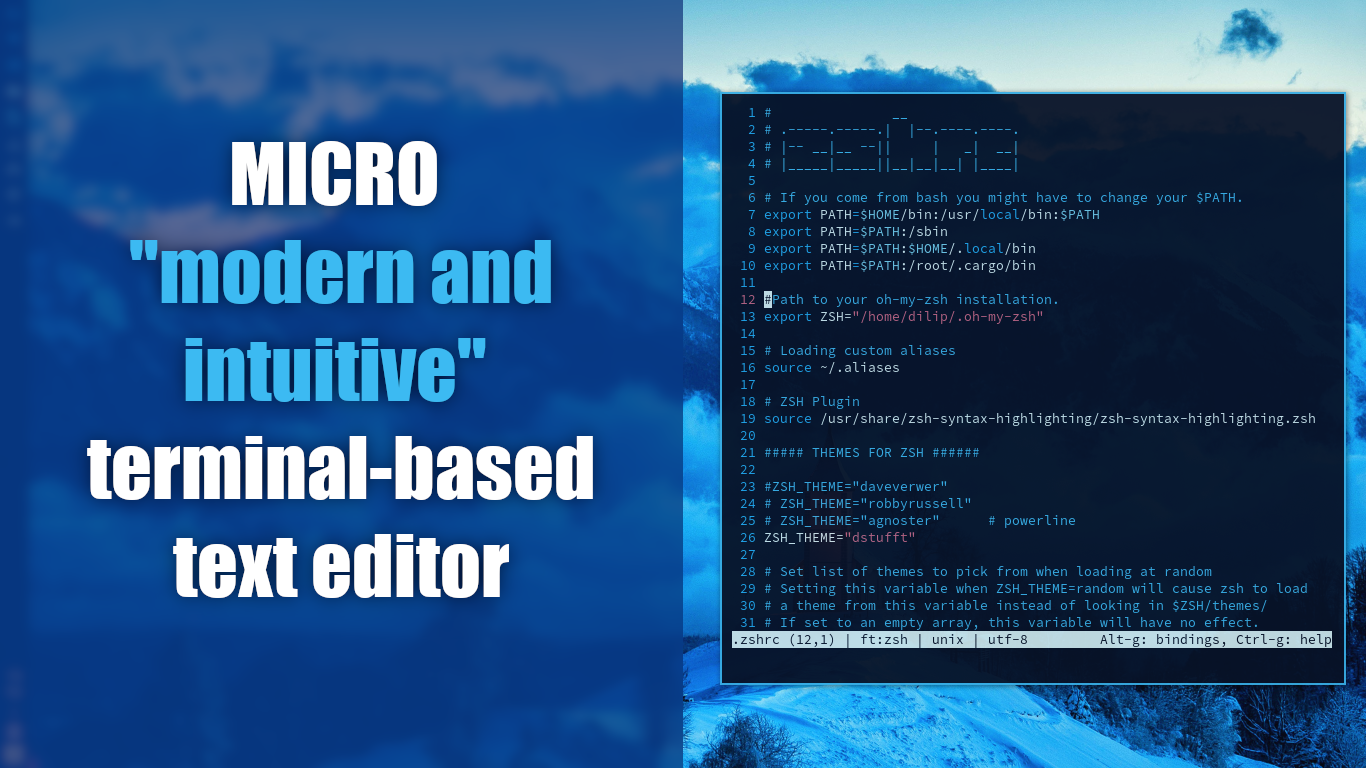 MICRO
"modern and
intuitive"
terminal-based
text editor
1 #               __
2 # .-----.-----.|  |--.----.----.
3 # |-- __|__ --||     |   _|  __|
4 # |_____|_____||__|__|__| |____|
5
6 # If you come from bash you might have to change your $PATH.
7 export PATH=$HOME/bin:/usr/local/bin:$PATH
8 export PATH=$PATH:/sbin
9 export PATH=$PATH:$HOME/.local/bin
10 export PATH=$PATH:/root/.cargo/bin
11
12 #Path to your oh-my-zsh installation.
13 export ZSH="/home/dilip/.oh-my-zsh"
14
15 # Loading custom aliases
16 source ~/.aliases
17
18 # ZSH Plugin
19 source /usr/share/zsh-syntax-highlighting/zsh-syntax-highlighting.zsh
20
21 ##### THEMES FOR ZSH ######
22
23 #ZSH_THEME="daveverwer"
24 # ZSH_THEME="robbyrussell"
25 # ZSH_THEME="agnoster"      # powerline
26 ZSH_THEME="dstufft"
27
28 # Set list of themes to pick from when loading at random
29 # Setting this variable when ZSH_THEME=random will cause zsh to load
30 # a theme from this variable instead of looking in $ZSH/themes/
31 # If set to an empty array, this variable will have no effect.
.zshrc (12,1) | ft:zsh | unix | utf-8         Alt-g: bindings, Ctrl-g: help